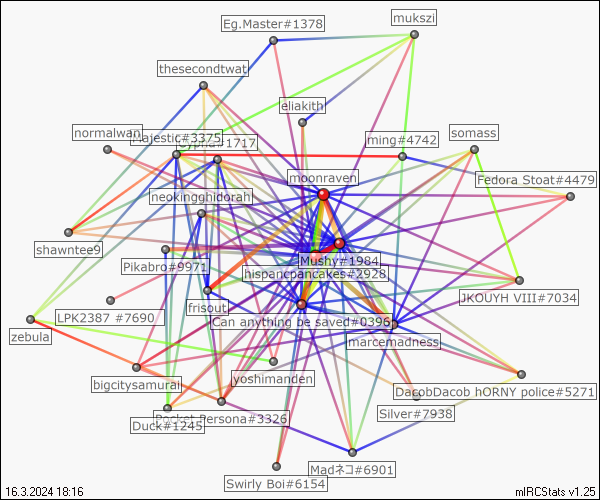 mukszi
Eg.Master#1378
thesecondtwat
eliakith
normalwan
Majestic#3375
#1717
ming#4742
somass
moonraven
Fedora Stoat#4479
neokingghidorah
shawntee9
Mushy#1984
Pikabro#9971
hispancpancakes#2928
JKOUYH VIII#7034
frisout
LPK2387 #7690
Can anything be saved#0396
zebula
marcemadness
bigcitysamurai
yoshimanden
DacobDacob hORNY police#5271
Pocket Persona#3326
Silver#7938
Duck#1245
Madネコ#6901
Swirly Boi#6154
16.3.2024 18:16
mIRCStats v1.25